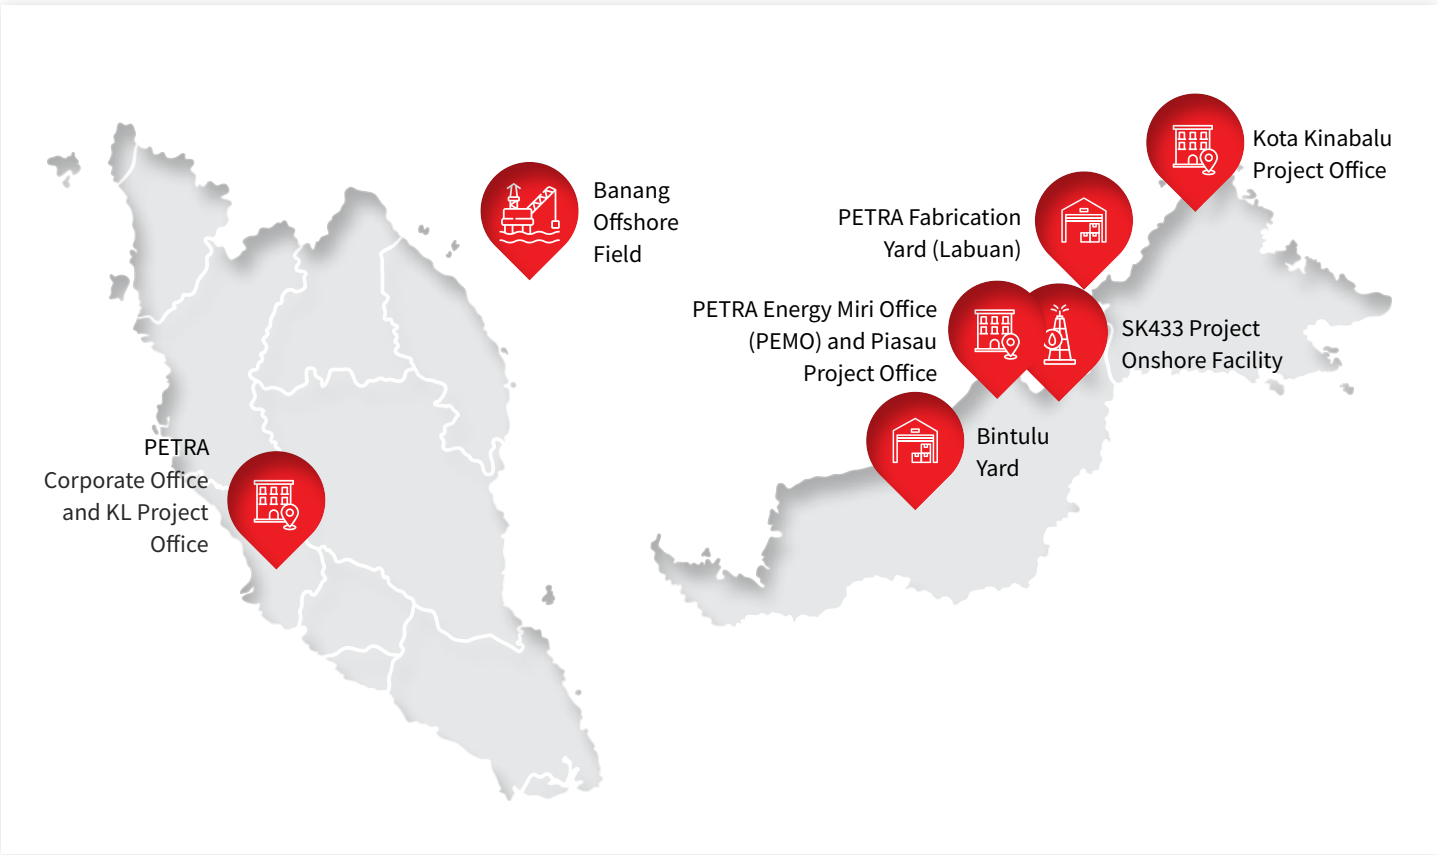 Kota Kinabalu
Project Office
Banang
Offshore
Field
PETRA Fabrication
Yard (Labuan)
PETRA Energy Miri Office
(PEMO) and Piasau
Project Office
SK433 Project
Onshore Facility
Bintulu
Yard
PETRA
Corporate Office
and KL Project
Office